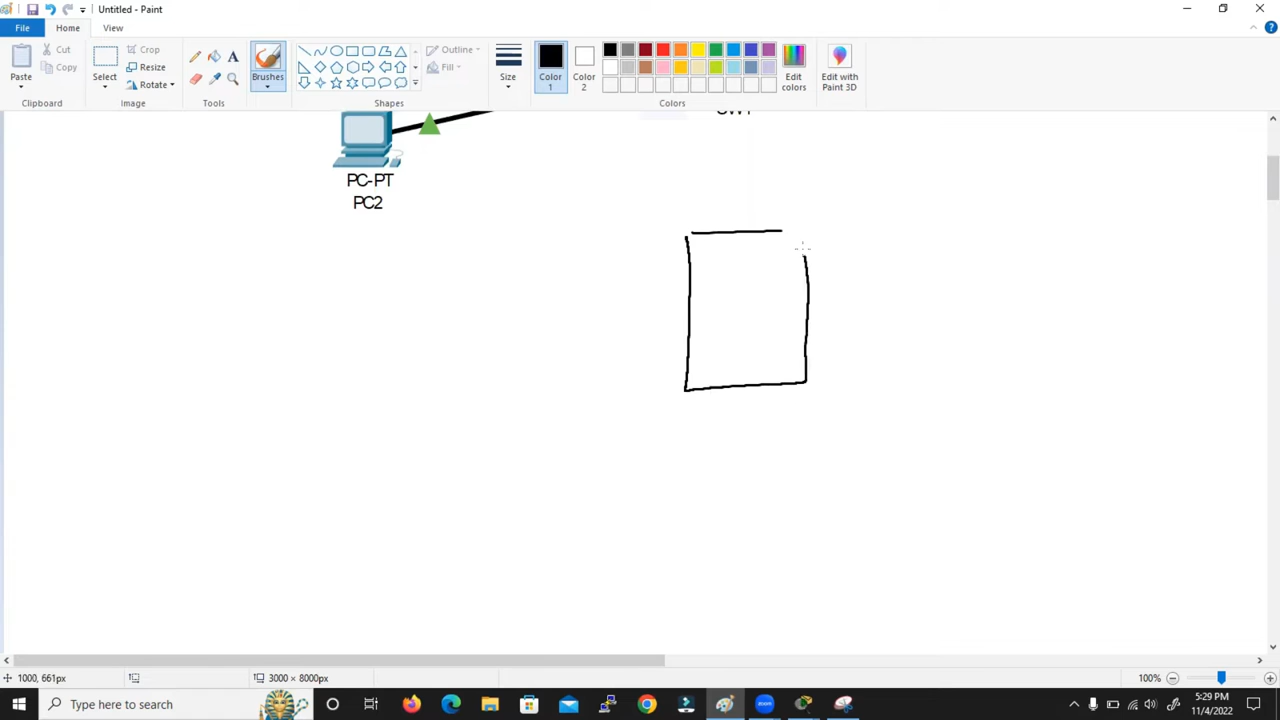 Untitled - Paint
File
Home
View
Paste
Cut
Copy
Clipboard
Select
Crop
Resize
Rotate
Image
Tools
Brushes
Shapes
Outline
Fill
Size
Color 1
Color 2
Edit colors
Edit with Paint 3D
Colors
PC-PT
PC2
1000, 661px
3000 × 8000px
100%
Type here to search
5:29 PM
11/4/2022